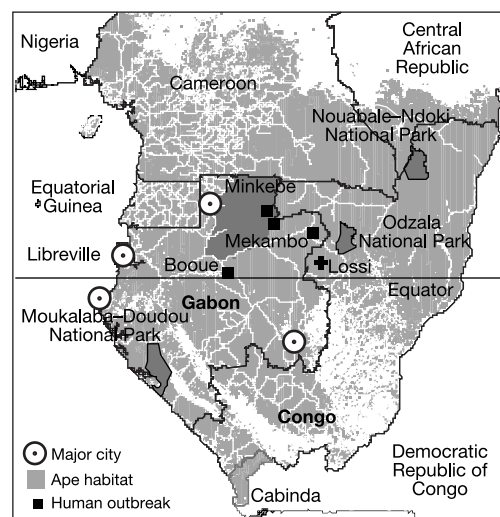 Nigeria
Central
African
Republic
Cameroon
Nouabale–Ndoki
National Park
Equatorial
Guinea
Minkebe
Odzala
National Park
Mekambo
Libreville
Booue
Lossi
Equator
Gabon
Moukalaba–Doudou
National Park
Congo
Major city
Ape habitat
Human outbreak
Democratic
Republic of
Congo
Cabinda